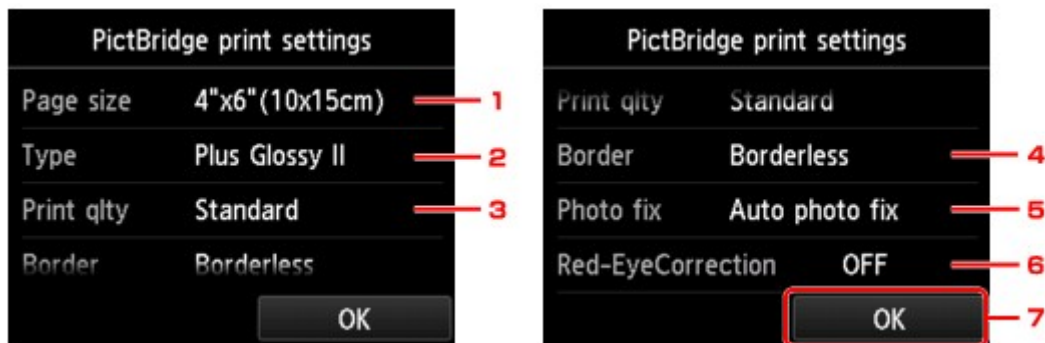 PictBridge print settings
Page size 4"x6"(10x15cm) 1
Type Plus Glossy II 2
Print qlty Standard 3
Border Borderless
OK
PictBridge print settings
Print qlty Standard
Border Borderless 4
Photo fix Auto photo fix 5
Red-EyeCorrection OFF 6
OK 7